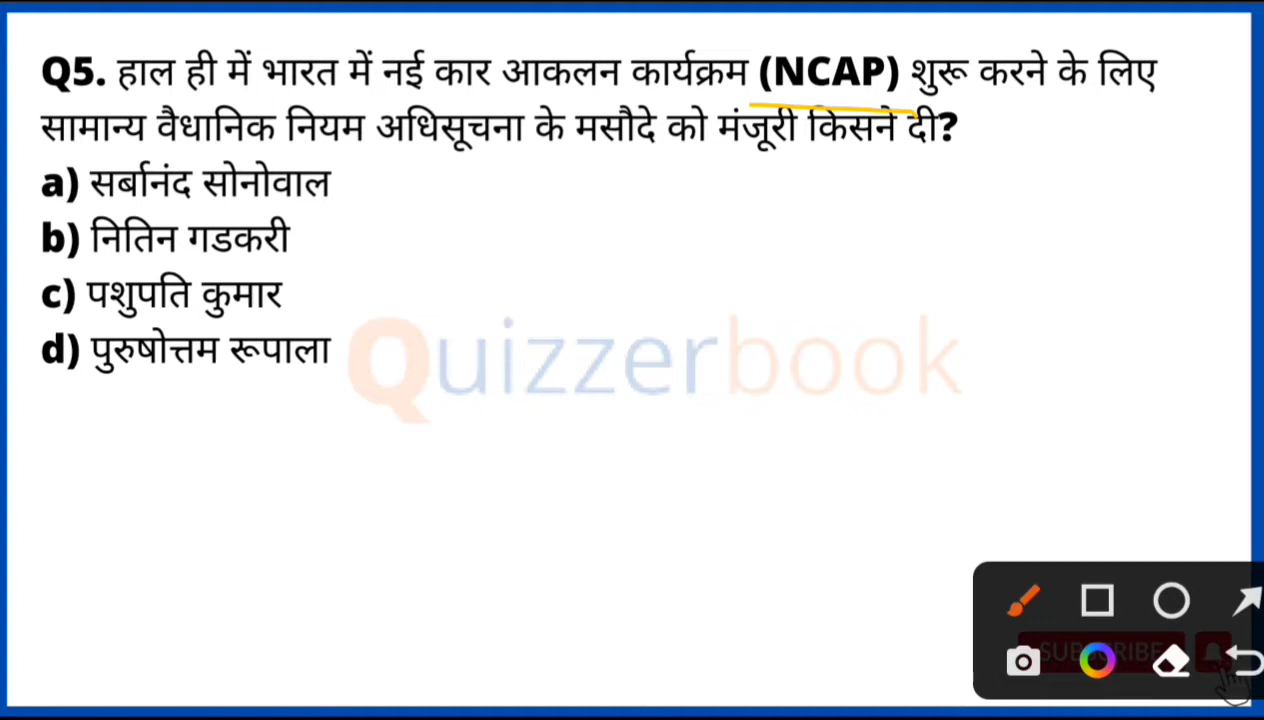 Q5. हाल ही में भारत में नई कार आकलन कार्यक्रम (NCAP) शुरू करने के लिए
सामान्य वैधानिक नियम अधिसूचना के मसौदे को मंजूरी किसने दी?
a) सर्बानंद सोनोवाल
b) नितिन गडकरी
c) पशुपति कुमार
d) पुरुषोत्तम रूपाला
Quizzerbook
SUBSCRIBE